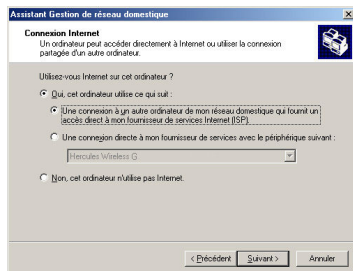 Assistant Gestion de réseau domestique
Connexion Internet
Un ordinateur peut accéder directement à Internet ou utiliser la connexion
partagée d'un autre ordinateur.
Utilisez-vous Internet sur cet ordinateur ?
Oui, cet ordinateur utilise ce qui suit :
Une connexion à un autre ordinateur de mon réseau domestique qui fournit un
accès direct à mon fournisseur de services Internet (ISP).
Une connexion directe à mon fournisseur de services avec le périphérique suivant :
Hercules Wireless G
Non, cet ordinateur n'utilise pas Internet.
< Précédent
Suivant >
Annuler